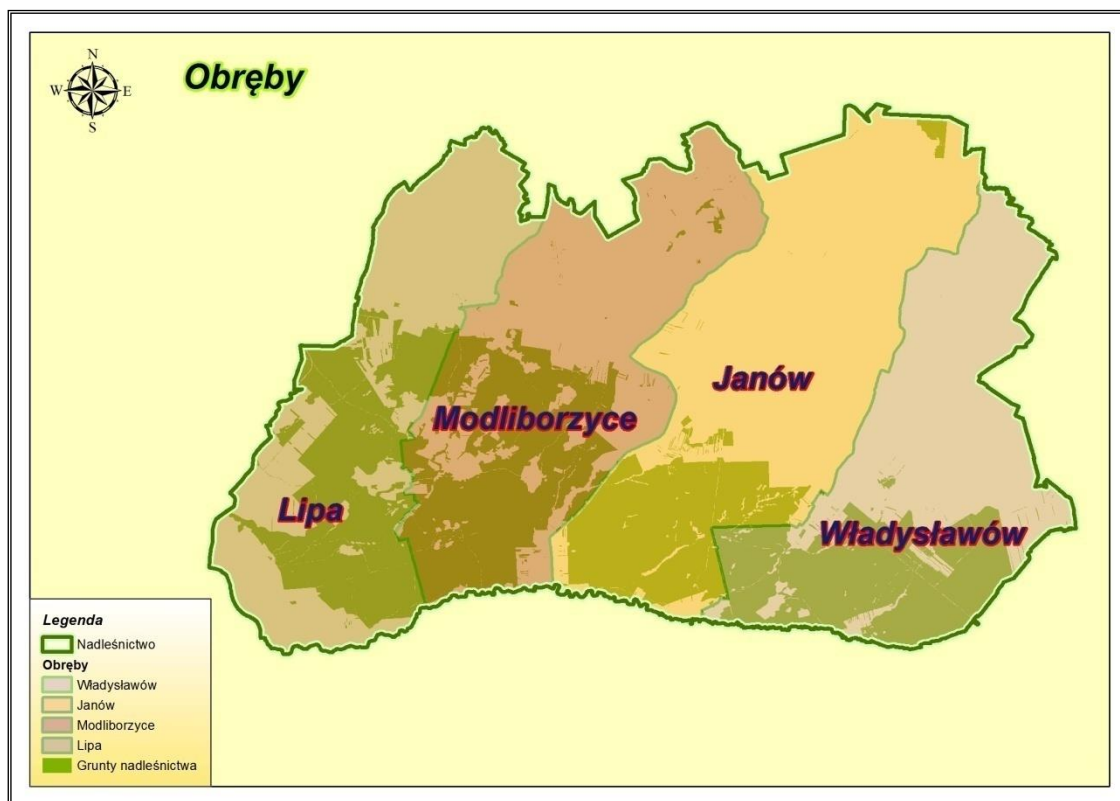 N
W E
S
Obręby
Janów
Modliborzyce
Lipa
Władysławów
Legenda
Nadleśnictwo
Obręby
Władysławów
Janów
Modliborzyce
Lipa
Grunty nadleśnictwa